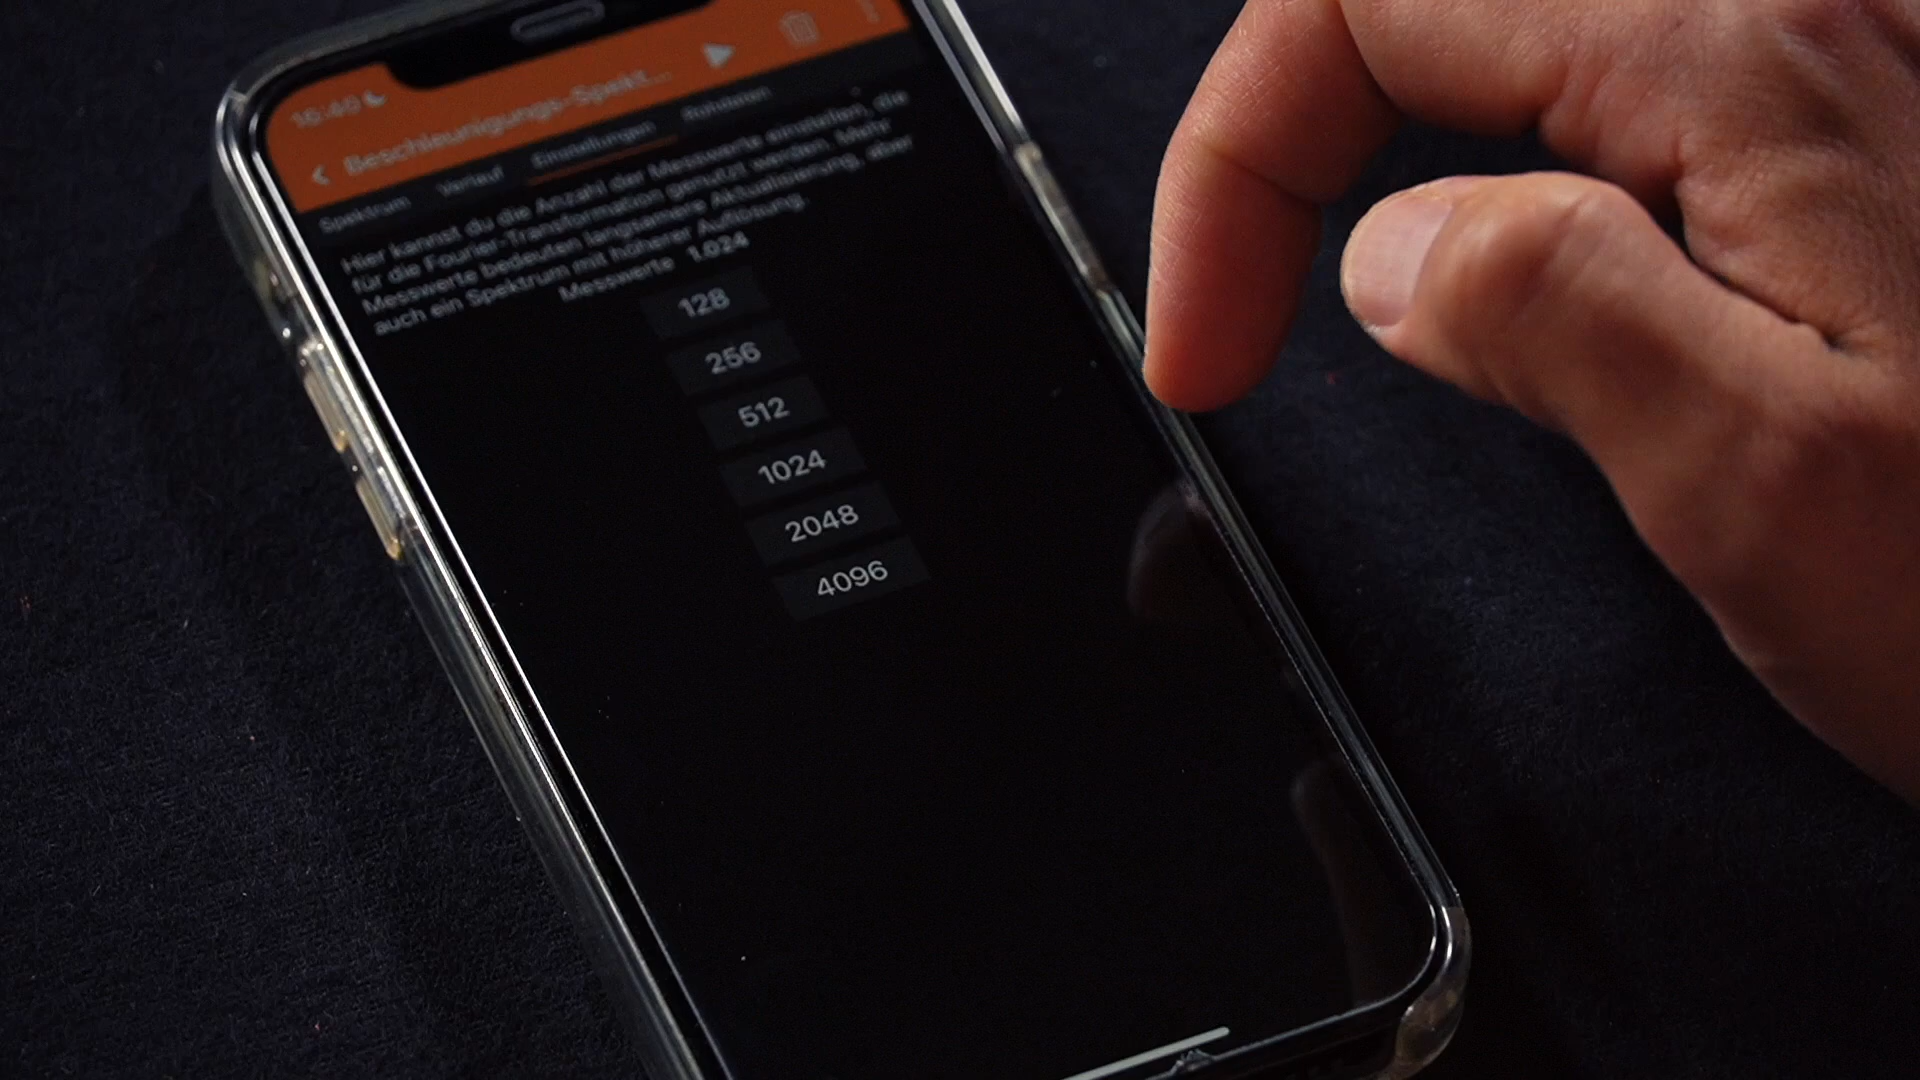 16:40
Beschleunigungs-Spekt...
Spektrum Verlauf Einstellungen Rohdaten
Hier kannst du die Anzahl der Messwerte einstellen, die
für die Fourier-Transformation genutzt werden. Mehr
Messwerte bedeuten langsamere Aktualisierung, aber
auch ein Spektrum mit höherer Auflösung.
Messwerte 1.024
128
256
512
1024
2048
4096